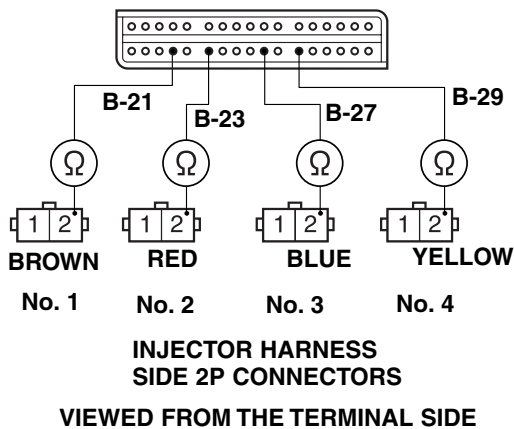 B-21
B-23
B-27
B-29
Ω Ω Ω Ω
1 2 1 2 1 2 1 2
BROWN RED BLUE YELLOW
No. 1 No. 2 No. 3 No. 4
INJECTOR HARNESS
SIDE 2P CONNECTORS
VIEWED FROM THE TERMINAL SIDE